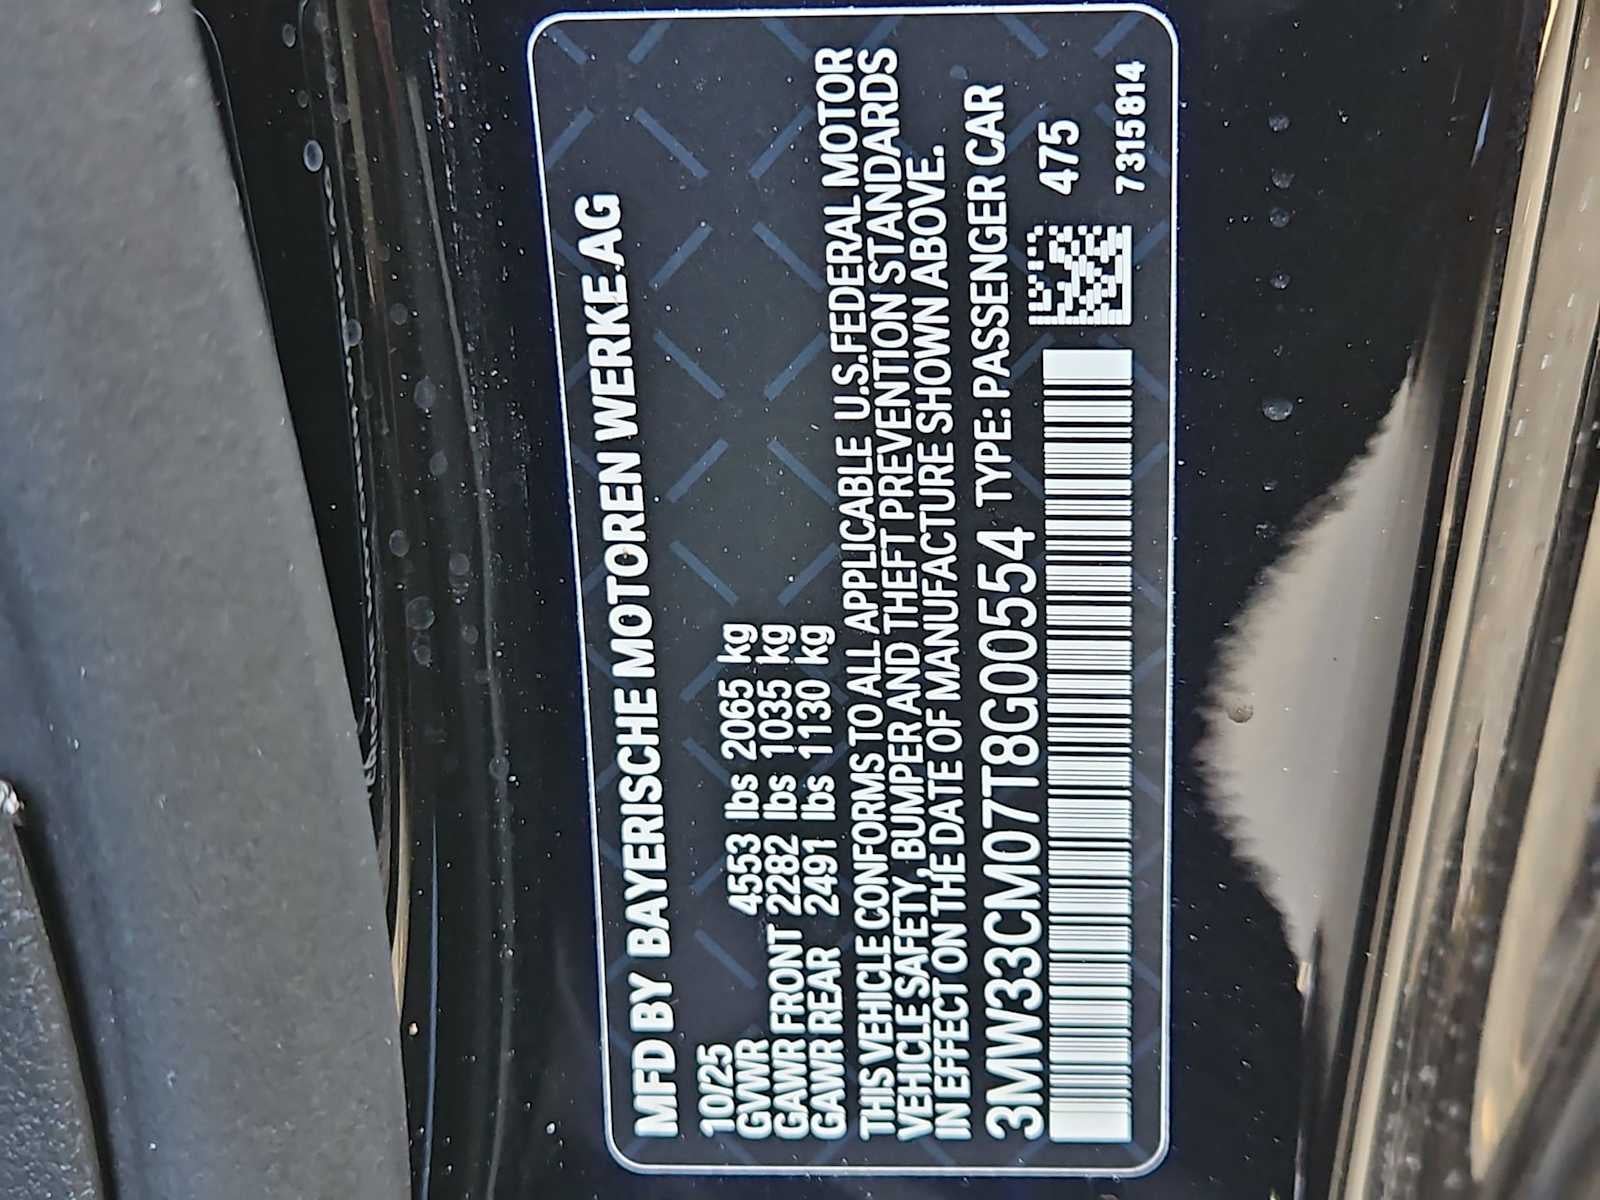 MFD BY BAYERISCHE MOTOREN WERKE AG
10/25
GVWR 4553 lbs 2065 kg
GAWR FRONT 2282 lbs 1035 kg
GAWR REAR 2491 lbs 1130 kg
THIS VEHICLE CONFORMS TO ALL APPLICABLE U.S.FEDERAL MOTOR
VEHICLE SAFETY, BUMPER AND THEFT PREVENTION STANDARDS
IN EFFECT ON THE DATE OF MANUFACTURE SHOWN ABOVE.
3MW33CM07T8G00554 TYPE: PASSENGER CAR
475
7315814